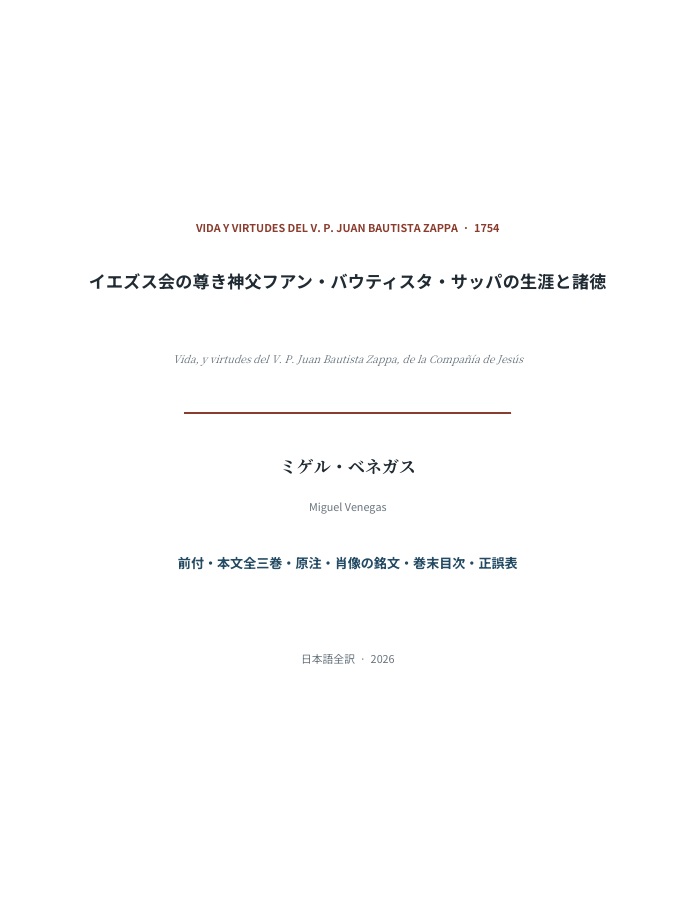 VIDA Y VIRTUDES DEL V. P. JUAN BAUTISTA ZAPPA · 1754
イエズス会の尊き神父フアン・バウティスタ・サッパの生涯と諸徳
Vida, y virtudes del V. P. Juan Bautista Zappa, de la Compañía de Jesús
ミゲル・ベネガス
Miguel Venegas
前付・本文全三巻・原注・肖像の銘文・巻末目次・正誤表
日本語全訳 · 2026